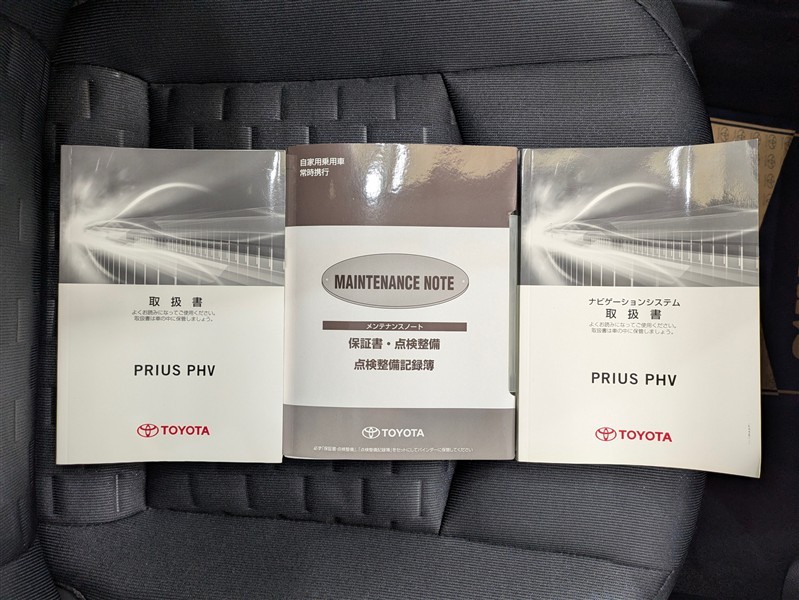 取扱書
よくお読みになってご使用ください。
取扱書は車の中に保管しましょう。
PRIUS PHV
TOYOTA
自家用乗用車
常時携行
MAINTENANCE NOTE
メンテナンスノート
保証書・点検整備
点検整備記録簿
TOYOTA
ナビゲーションシステム
取扱書
よくお読みになってご使用ください。
取扱書は車の中に保管しましょう。
PRIUS PHV
TOYOTA